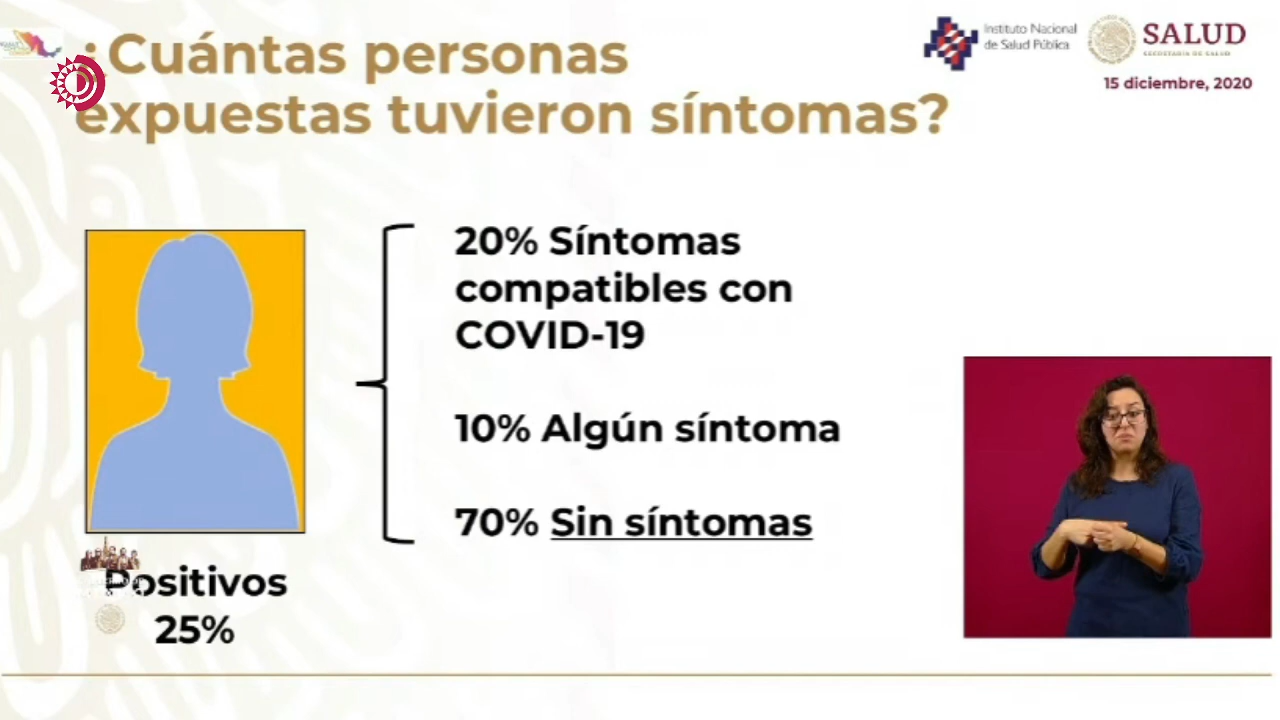 ¿Cuántas personas
expuestas tuvieron síntomas?
Instituto Nacional
de Salud Pública
SALUD
SECRETARÍA DE SALUD
15 diciembre, 2020
20% Síntomas
compatibles con
COVID-19
10% Algún síntoma
70% Sin síntomas
Positivos
25%